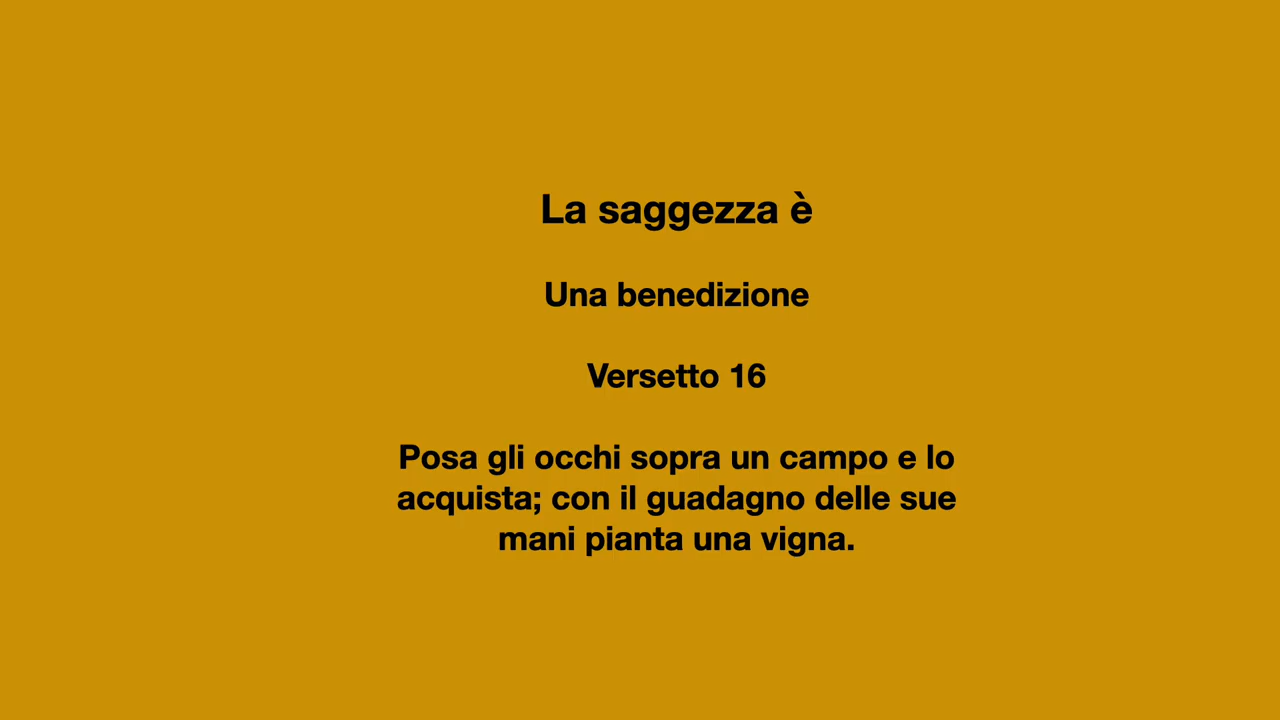 La saggezza è
Una benedizione
Versetto 16
Posa gli occhi sopra un campo e lo
acquista; con il guadagno delle sue
mani pianta una vigna.